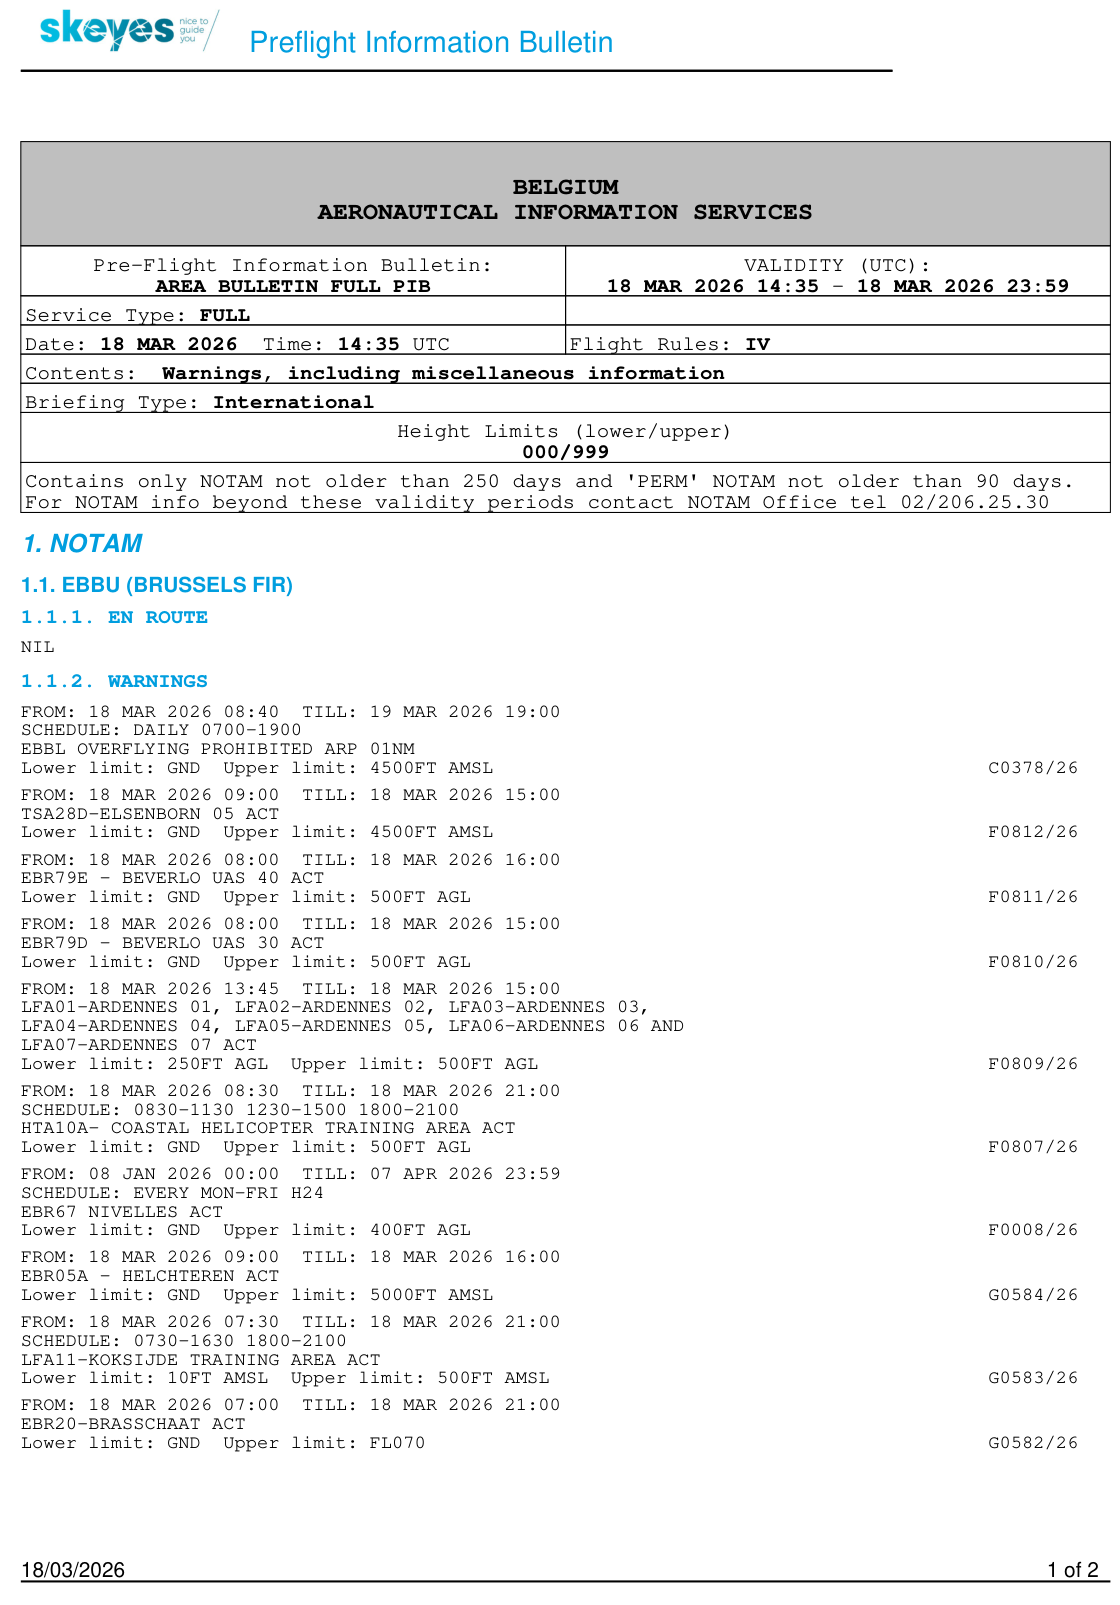 skeyes nice to guide you
Preflight Information Bulletin
BELGIUM
AERONAUTICAL INFORMATION SERVICES
Pre-Flight Information Bulletin:
AREA BULLETIN FULL PIB
VALIDITY (UTC):
18 MAR 2026 14:35 - 18 MAR 2026 23:59
Service Type: FULL
Date: 18 MAR 2026 Time: 14:35 UTC
Flight Rules: IV
Contents: Warnings, including miscellaneous information
Briefing Type: International
Height Limits (lower/upper)
000/999
Contains only NOTAM not older than 250 days and 'PERM' NOTAM not older than 90 days.
For NOTAM info beyond these validity periods contact NOTAM Office tel 02/206.25.30
1. NOTAM
1.1. EBBU (BRUSSELS FIR)
1.1.1. EN ROUTE
NIL
1.1.2. WARNINGS
FROM: 18 MAR 2026 08:40 TILL: 19 MAR 2026 19:00
SCHEDULE: DAILY 0700-1900
EBBL OVERFLYING PROHIBITED ARP 01NM
Lower limit: GND Upper limit: 4500FT AMSL C0378/26
FROM: 18 MAR 2026 09:00 TILL: 18 MAR 2026 15:00
TSA28D-ELSENBORN 05 ACT
Lower limit: GND Upper limit: 4500FT AMSL F0812/26
FROM: 18 MAR 2026 08:00 TILL: 18 MAR 2026 16:00
EBR79E - BEVERLO UAS 40 ACT
Lower limit: GND Upper limit: 500FT AGL F0811/26
FROM: 18 MAR 2026 08:00 TILL: 18 MAR 2026 15:00
EBR79D - BEVERLO UAS 30 ACT
Lower limit: GND Upper limit: 500FT AGL F0810/26
FROM: 18 MAR 2026 13:45 TILL: 18 MAR 2026 15:00
LFA01-ARDENNES 01, LFA02-ARDENNES 02, LFA03-ARDENNES 03,
LFA04-ARDENNES 04, LFA05-ARDENNES 05, LFA06-ARDENNES 06 AND
LFA07-ARDENNES 07 ACT
Lower limit: 250FT AGL Upper limit: 500FT AGL F0809/26
FROM: 18 MAR 2026 08:30 TILL: 18 MAR 2026 21:00
SCHEDULE: 0830-1130 1230-1500 1800-2100
HTA10A- COASTAL HELICOPTER TRAINING AREA ACT
Lower limit: GND Upper limit: 500FT AGL F0807/26
FROM: 08 JAN 2026 00:00 TILL: 07 APR 2026 23:59
SCHEDULE: EVERY MON-FRI H24
EBR67 NIVELLES ACT
Lower limit: GND Upper limit: 400FT AGL F0008/26
FROM: 18 MAR 2026 09:00 TILL: 18 MAR 2026 16:00
EBR05A - HELCHTEREN ACT
Lower limit: GND Upper limit: 5000FT AMSL G0584/26
FROM: 18 MAR 2026 07:30 TILL: 18 MAR 2026 21:00
SCHEDULE: 0730-1630 1800-2100
LFA11-KOKSIJDE TRAINING AREA ACT
Lower limit: 10FT AMSL Upper limit: 500FT AMSL G0583/26
FROM: 18 MAR 2026 07:00 TILL: 18 MAR 2026 21:00
EBR20-BRASSCHAAT ACT
Lower limit: GND Upper limit: FL070 G0582/26
18/03/2026 1 of 2